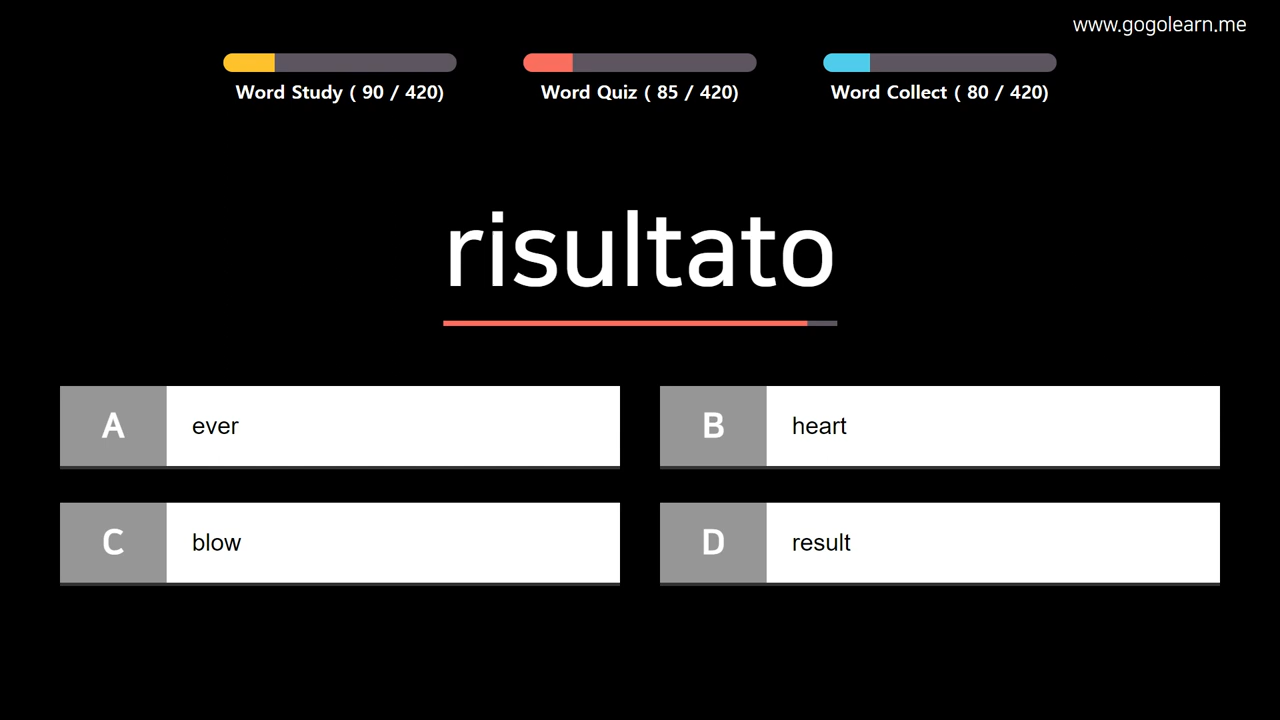 www.gogolearn.me
Word Study ( 90 / 420)
Word Quiz ( 85 / 420)
Word Collect ( 80 / 420)
risultato
A ever
B heart
C blow
D result